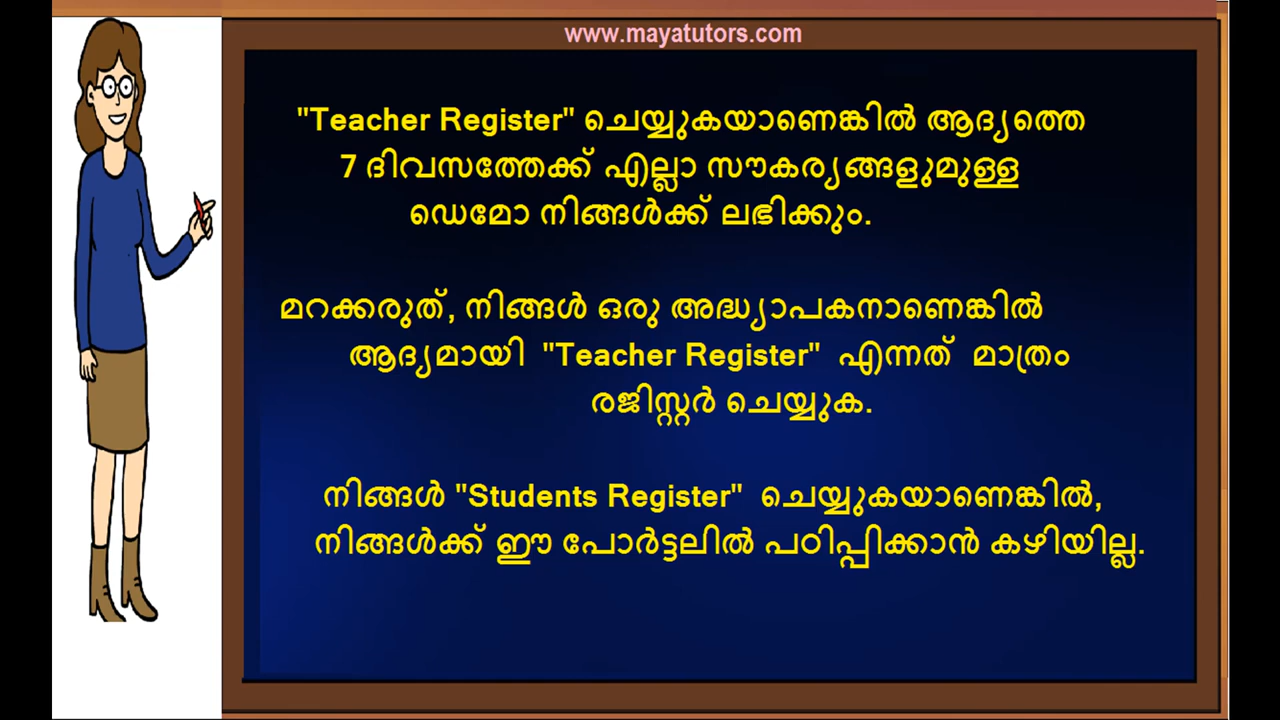 www.mayatutors.com
"Teacher Register" ചെയ്യുകയാണെങ്കിൽ ആദ്യത്തെ
7 ദിവസത്തേക്ക് എല്ലാ സൗകര്യങ്ങളുമുള്ള
ഡെമോ നിങ്ങൾക്ക് ലഭിക്കും.
മറക്കരുത്, നിങ്ങൾ ഒരു അദ്ധ്യാപകനാണെങ്കിൽ
ആദ്യമായി "Teacher Register" എന്നത് മാത്രം
രജിസ്റ്റർ ചെയ്യുക.
നിങ്ങൾ "Students Register" ചെയ്യുകയാണെങ്കിൽ,
നിങ്ങൾക്ക് ഈ പോർട്ടലിൽ പഠിപ്പിക്കാൻ കഴിയില്ല.